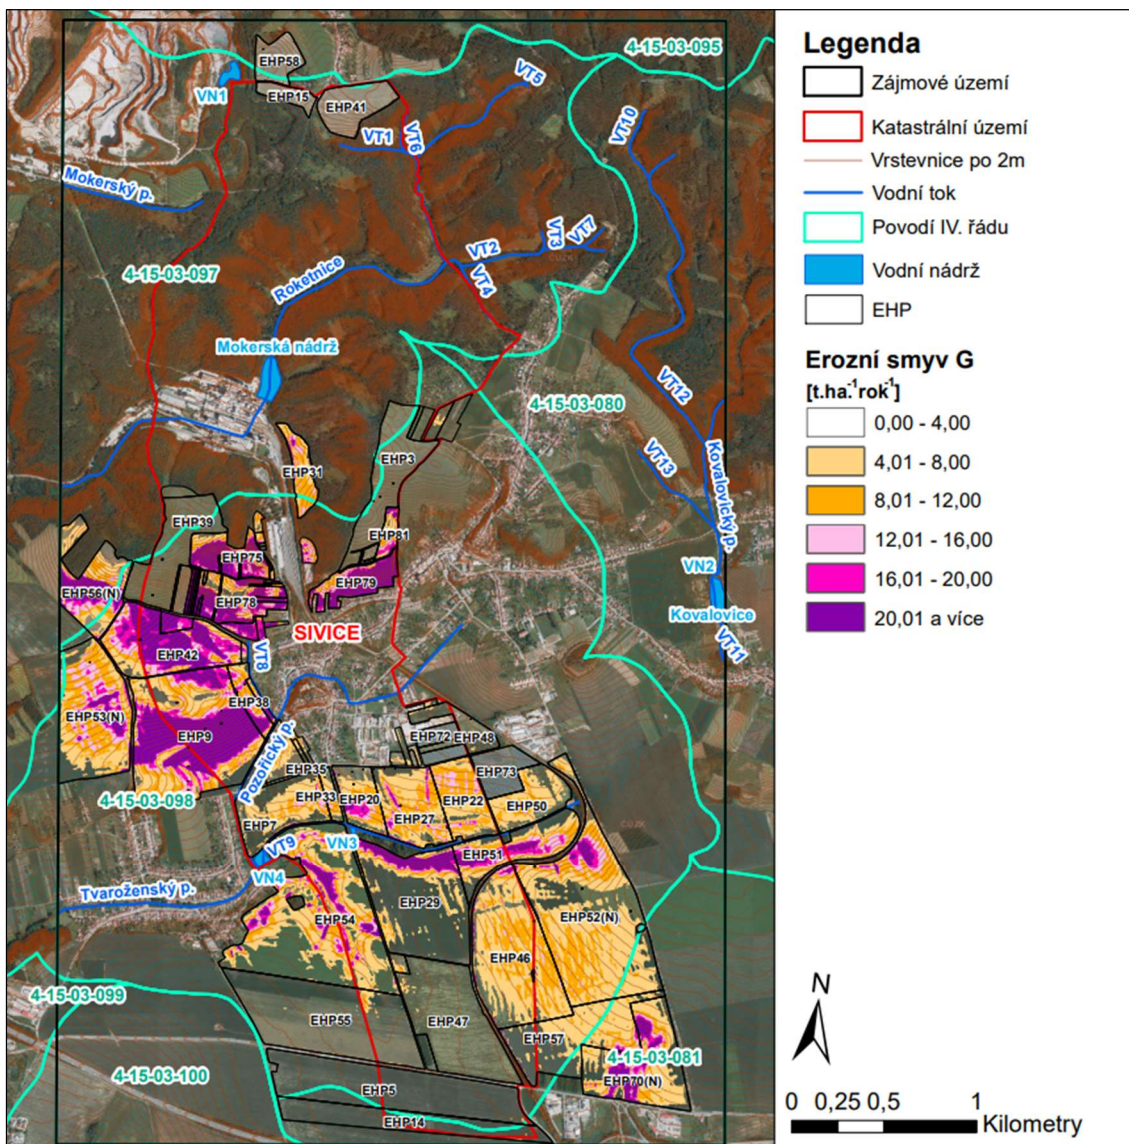 4-15-03-095
EHP58
VN1
EHP15
EHP41
VT5
VT10
VT1
VT6
Mokerský p.
VT3
VT7
VT2
4-15-03-097
Roketnice
VT4
Mokerská nádrž
VT12
4-15-03-080
EHP3
EHP31
VT13
Kovalovický p.
EHP39
EHP81
EHP75
VN2
EHP79
EHP56(N)
EHP78
Kovalovice
SIVICE
VT11
EHP42
VT8
EHP38
EHP53(N)
EHP9
EHP72
EHP48
Pozořický p.
EHP35
EHP73
4-15-03-098
EHP33
EHP20
EHP22
EHP50
EHP27
EHP7
VN3
VT9
EHP51
VN4
Tvaroženský p.
EHP29
EHP54
EHP52(N)
EHP46
4-15-03-099
EHP55
EHP47
EHP57
4-15-03-081
4-15-03-100
EHP70(N)
EHP5
EHP14
Legenda
Zájmové území
Katastrální území
Vrstevnice po 2m
Vodní tok
Povodí IV. řádu
Vodní nádrž
EHP
Erozní smyv G
[t.ha.⁻¹rok⁻¹]
0,00 - 4,00
4,01 - 8,00
8,01 - 12,00
12,01 - 16,00
16,01 - 20,00
20,01 a více
N
0 0,25 0,5 1
Kilometry